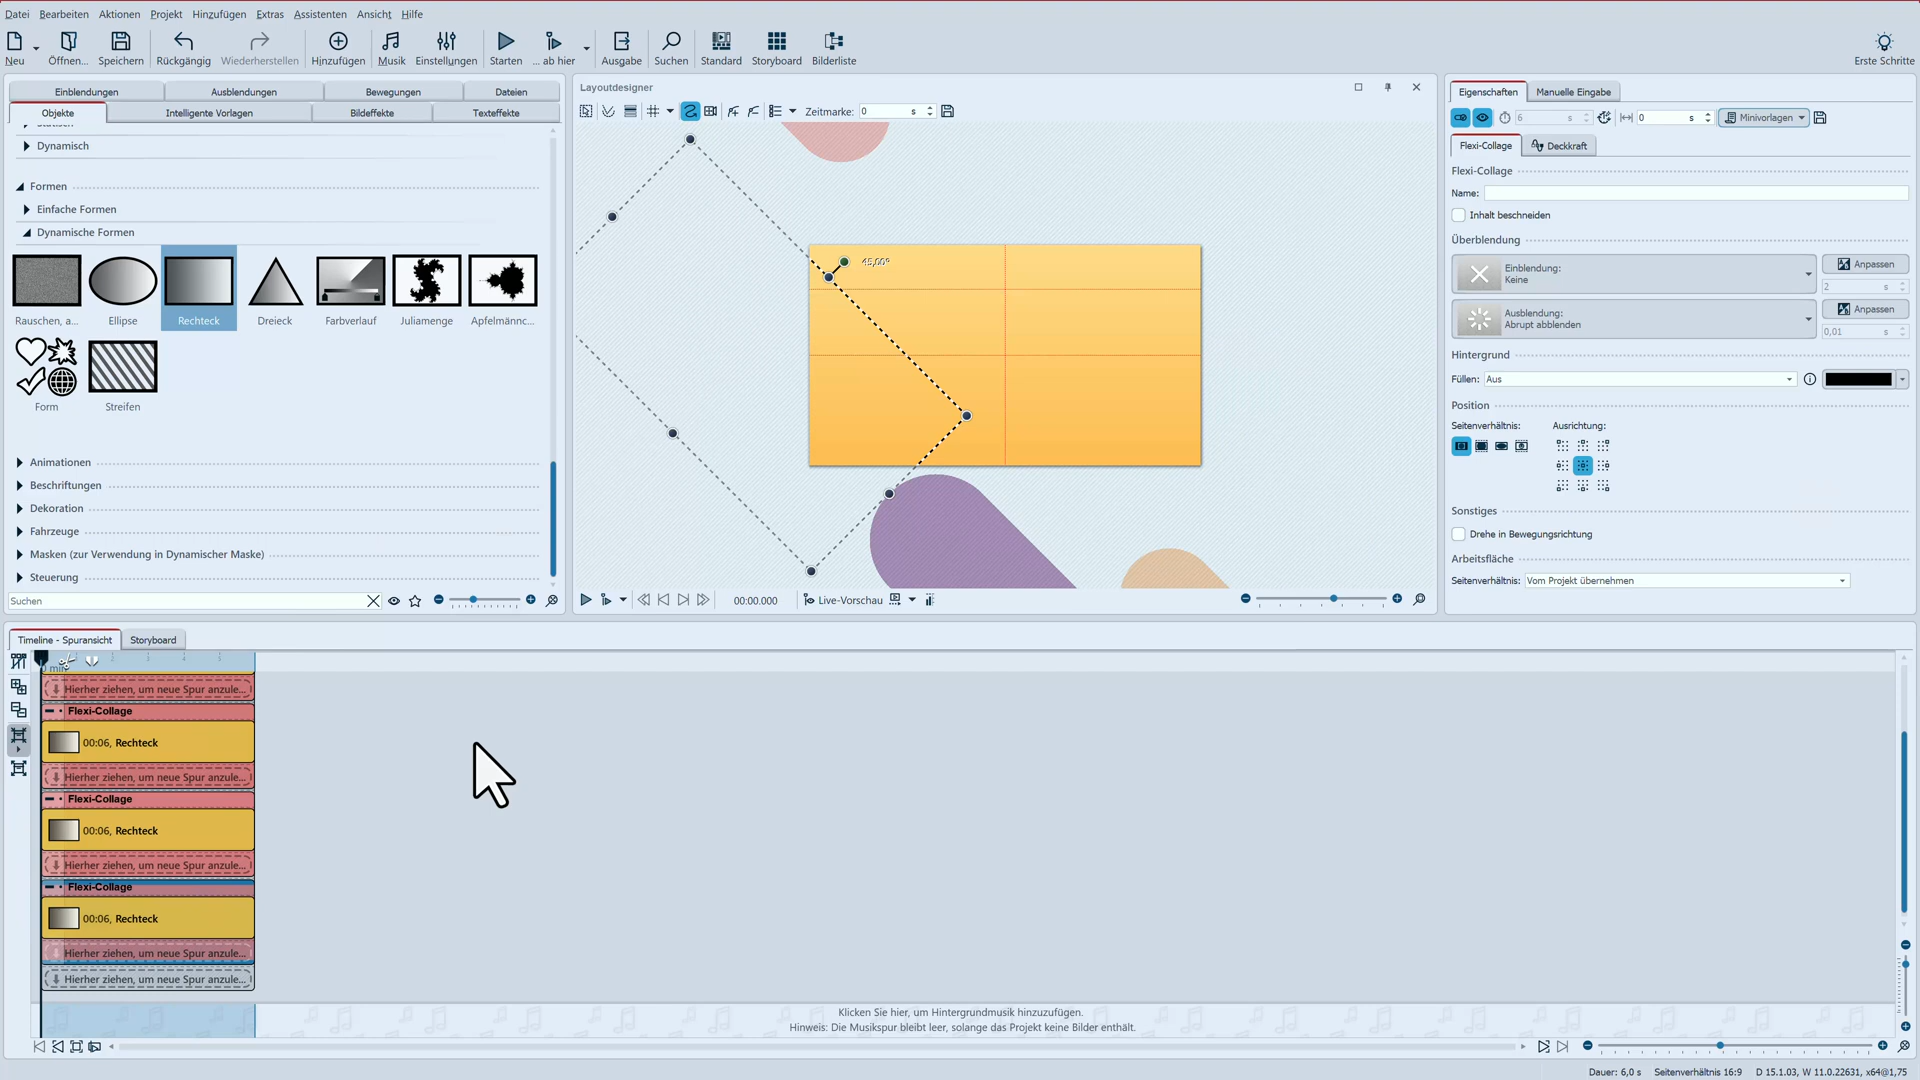 Datei Bearbeiten Aktionen Projekt Hinzufügen Extras Assistenten Ansicht Hilfe
Neu Öffnen... Speichern Rückgängig Wiederherstellen Hinzufügen Musik Einstellungen Starten ... ab hier Ausgabe Suchen Standard Storyboard Bilderliste Erste Schritte
Einblendungen Ausblendungen Bewegungen Dateien
Objekte Intelligente Vorlagen Bildeffekte Texteffekte
Dynamisch
Formen
Einfache Formen
Dynamische Formen
Rauschen, a... Ellipse Rechteck Dreieck Farbverlauf Juliamenge Apfelmännc...
Form Streifen
Animationen
Beschriftungen
Dekoration
Fahrzeuge
Masken (zur Verwendung in Dynamischer Maske)
Steuerung
Suchen
Layoutdesigner
Zeitmarke: 0 s
45,00°
00:00.000 Live-Vorschau
Eigenschaften Manuelle Eingabe
6 s 0 s Minivorlagen
Flexi-Collage Deckkraft
Flexi-Collage
Name:
Inhalt beschneiden
Überblendung
Einblendung:
Keine
Anpassen
2 s
Ausblendung:
Abrupt abblenden
Anpassen
0,01 s
Hintergrund
Füllen: Aus
Position
Seitenverhältnis: Ausrichtung:
Sonstiges
Drehe in Bewegungsrichtung
Arbeitsfläche
Seitenverhältnis: Vom Projekt übernehmen
Timeline - Spuransicht Storyboard
Hierher ziehen, um neue Spur anzule...
Flexi-Collage
00:06, Rechteck
Hierher ziehen, um neue Spur anzule...
Flexi-Collage
00:06, Rechteck
Hierher ziehen, um neue Spur anzule...
Flexi-Collage
00:06, Rechteck
Hierher ziehen, um neue Spur anzule...
Hierher ziehen, um neue Spur anzule...
Klicken Sie hier, um Hintergrundmusik hinzuzufügen.
Hinweis: Die Musikspur bleibt leer, solange das Projekt keine Bilder enthält.
Dauer: 6,0 s Seitenverhältnis 16:9 D 15.1.03, W 11.0.22631, x64@1,75